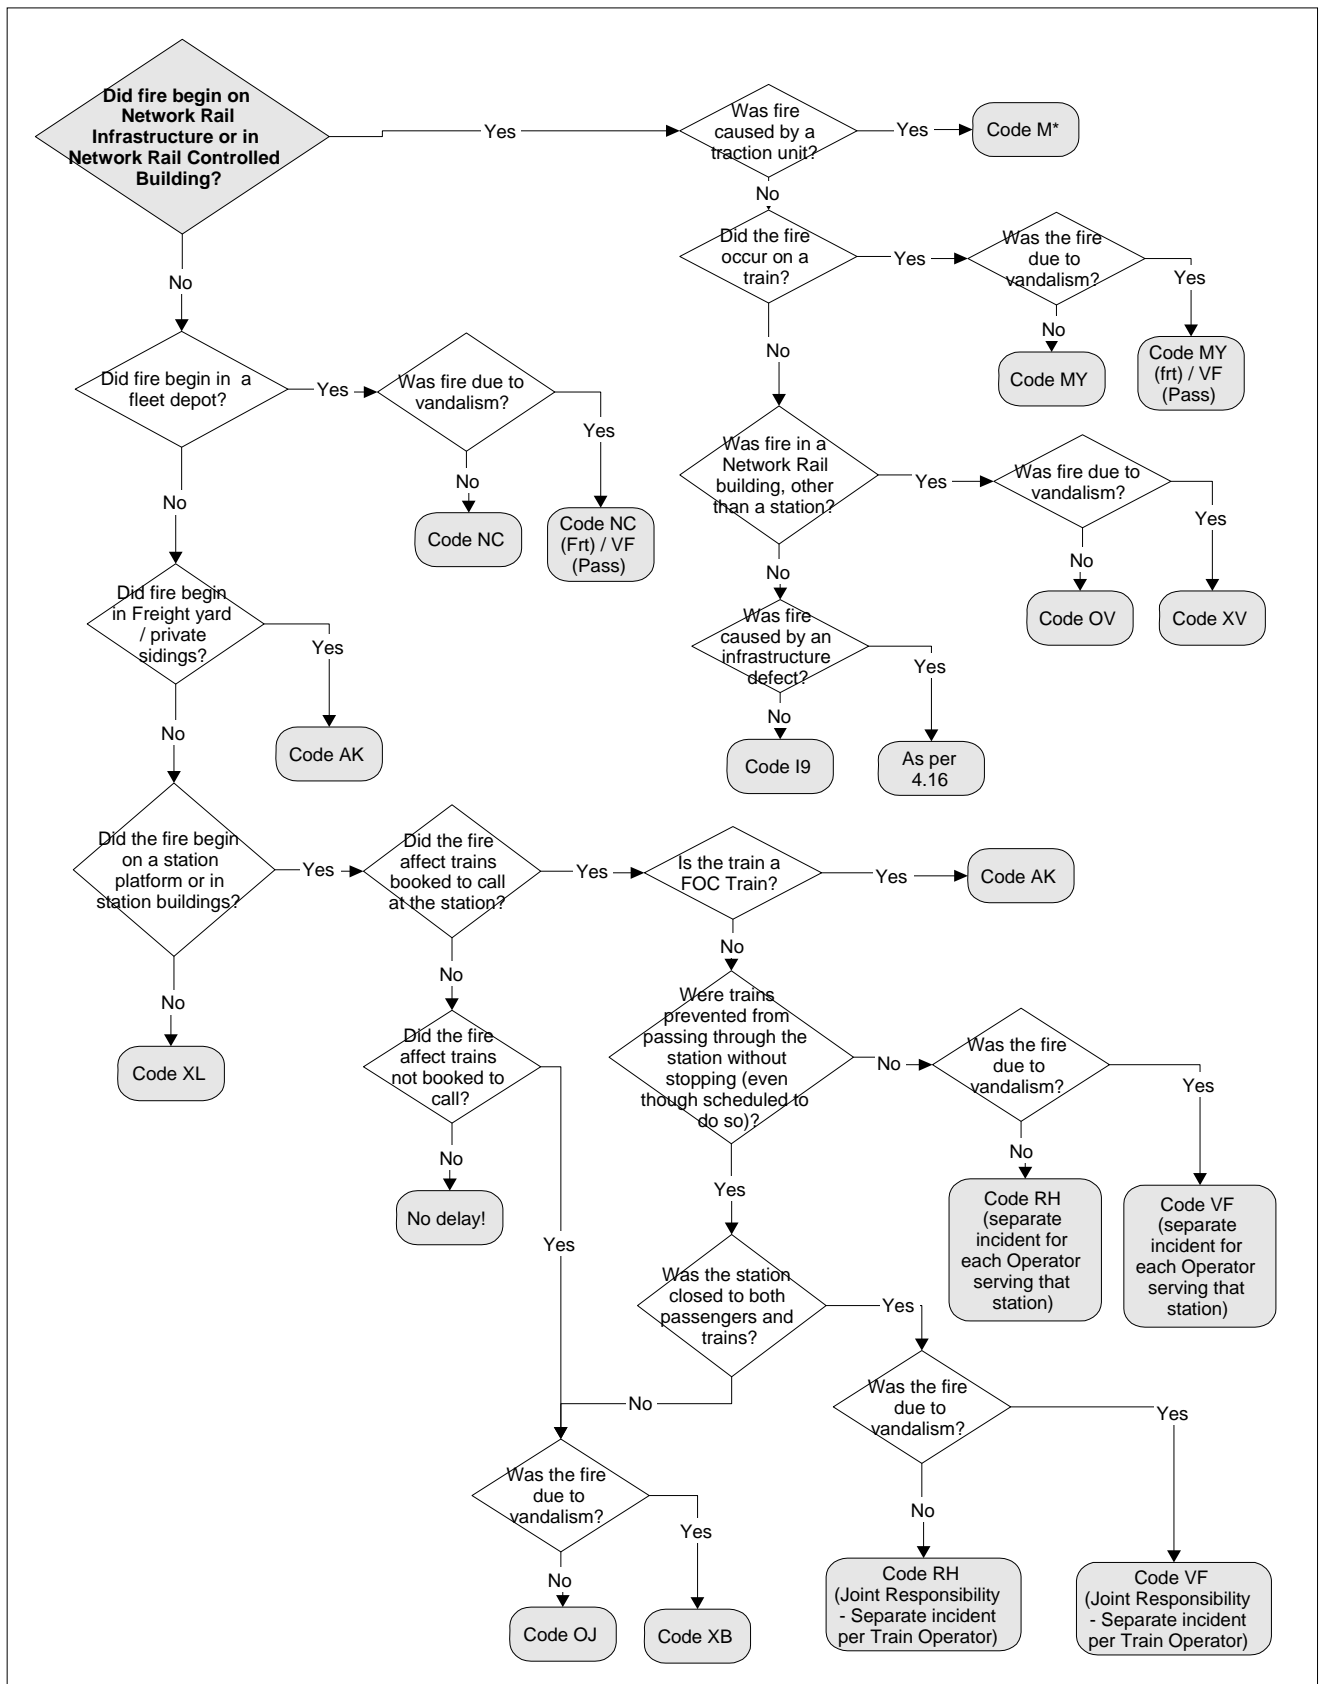 Did fire begin on
Network Rail
Infrastructure or in
Network Rail Controlled
Building?
Yes
Was fire
caused by a
traction unit?
Yes
Code M*
No
Did the fire
occur on a
train?
Yes
Was the fire
due to
vandalism?
Yes
No
Code MY
Code MY
(frt) / VF
(Pass)
No
No
Did fire begin in a
fleet depot?
Yes
Was fire due to
vandalism?
Yes
No
Code NC
Code NC
(Frt) / VF
(Pass)
Was fire in a
Network Rail
building, other
than a station?
Yes
Was fire due to
vandalism?
Yes
No
Code OV
Code XV
No
No
Did fire begin
in Freight yard
/ private
sidings?
Yes
Code AK
Was fire
caused by an
infrastructure
defect?
Yes
No
Code I9
As per
4.16
No
Did the fire begin
on a station
platform or in
station buildings?
Yes
Did the fire
affect trains
booked to call
at the station?
Yes
Is the train a
FOC Train?
Yes
Code AK
No
No
No
Code XL
Did the fire
affect trains
not booked to
call?
Were trains
prevented from
passing through the
station without
stopping (even
though scheduled to
do so)?
No
Was the fire
due to
vandalism?
Yes
No
No
No delay!
Yes
Yes
Code RH
(separate
incident for
each Operator
serving that
station)
Code VF
(separate
incident for
each Operator
serving that
station)
Was the station
closed to both
passengers and
trains?
Yes
No
Was the fire
due to
vandalism?
Yes
Was the fire
due to
vandalism?
Yes
No
No
Code OJ
Code XB
Code RH
(Joint Responsibility
- Separate incident
per Train Operator)
Code VF
(Joint Responsibility
- Separate incident
per Train Operator)